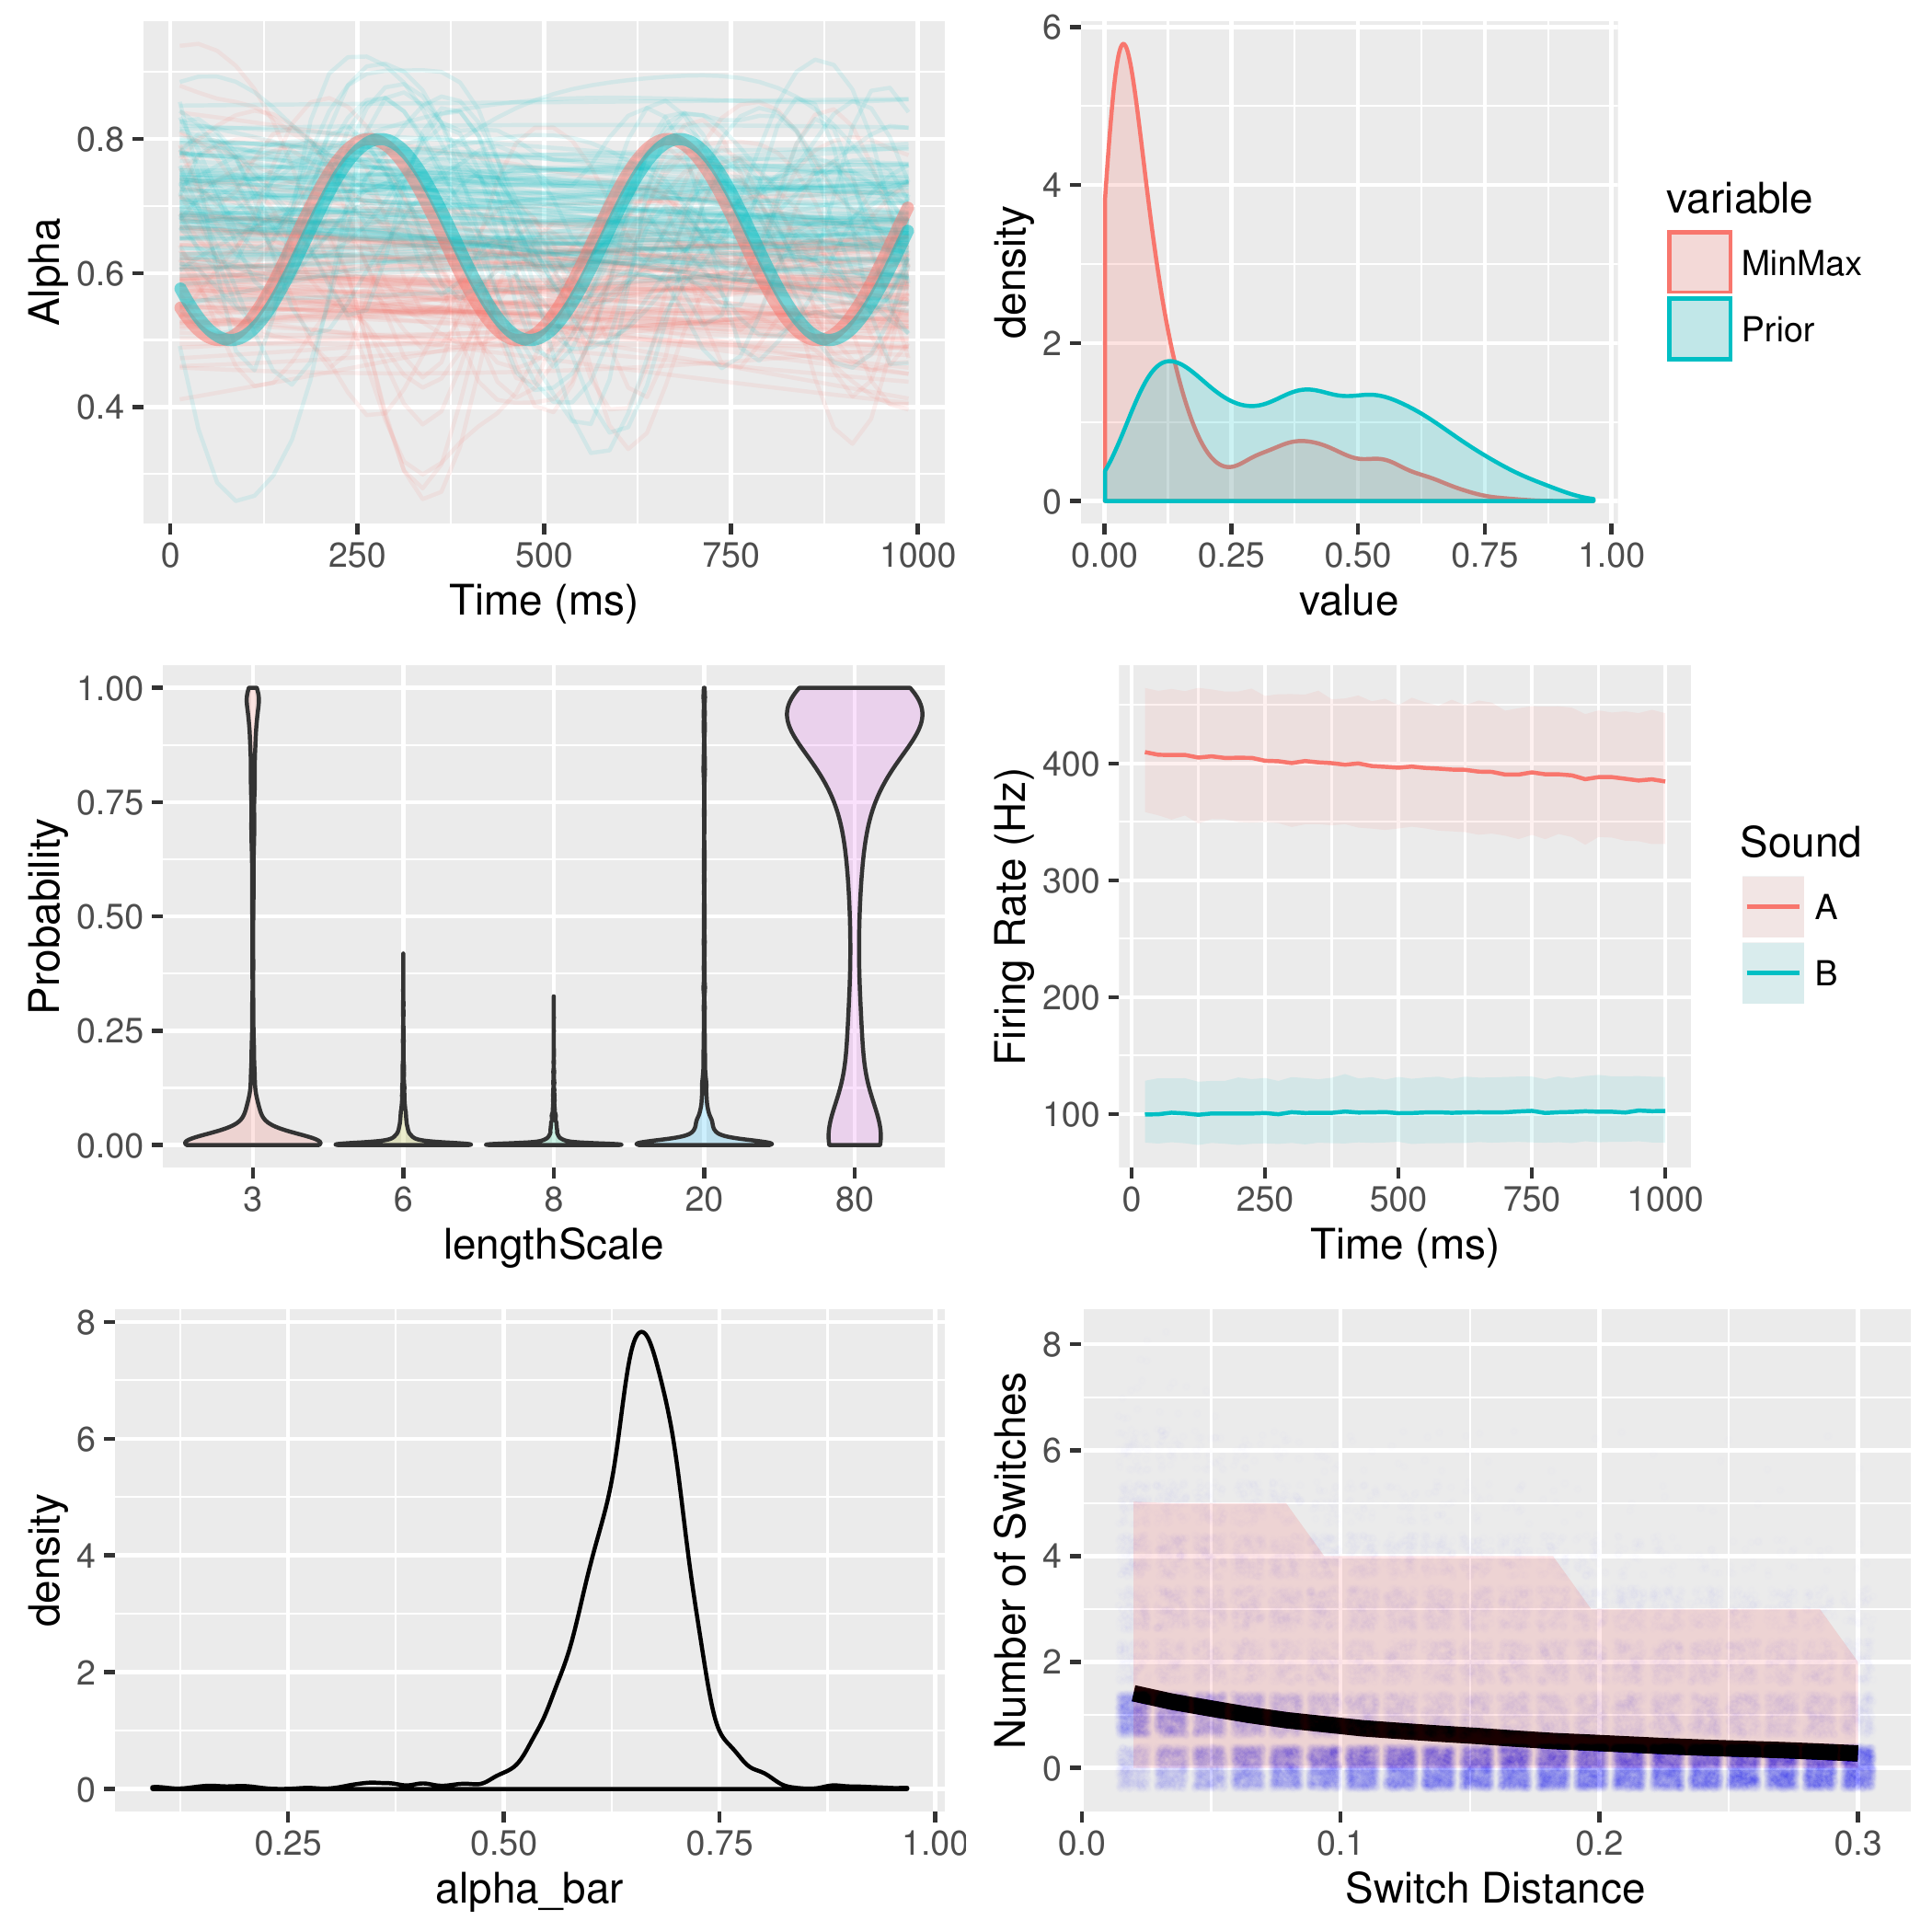 Alpha
0.8
0.6
0.4
0 250 500 750 1000
Time (ms)
density
6
4
2
0
0.00 0.25 0.50 0.75 1.00
value
variable
MinMax
Prior
Probability
1.00
0.75
0.50
0.25
0.00
3 6 8 20 80
lengthScale
Firing Rate (Hz)
400
300
200
100
0 250 500 750 1000
Time (ms)
Sound
A
B
density
8
6
4
2
0
0.25 0.50 0.75 1.00
alpha_bar
Number of Switches
8
6
4
2
0
0.0 0.1 0.2 0.3
Switch Distance